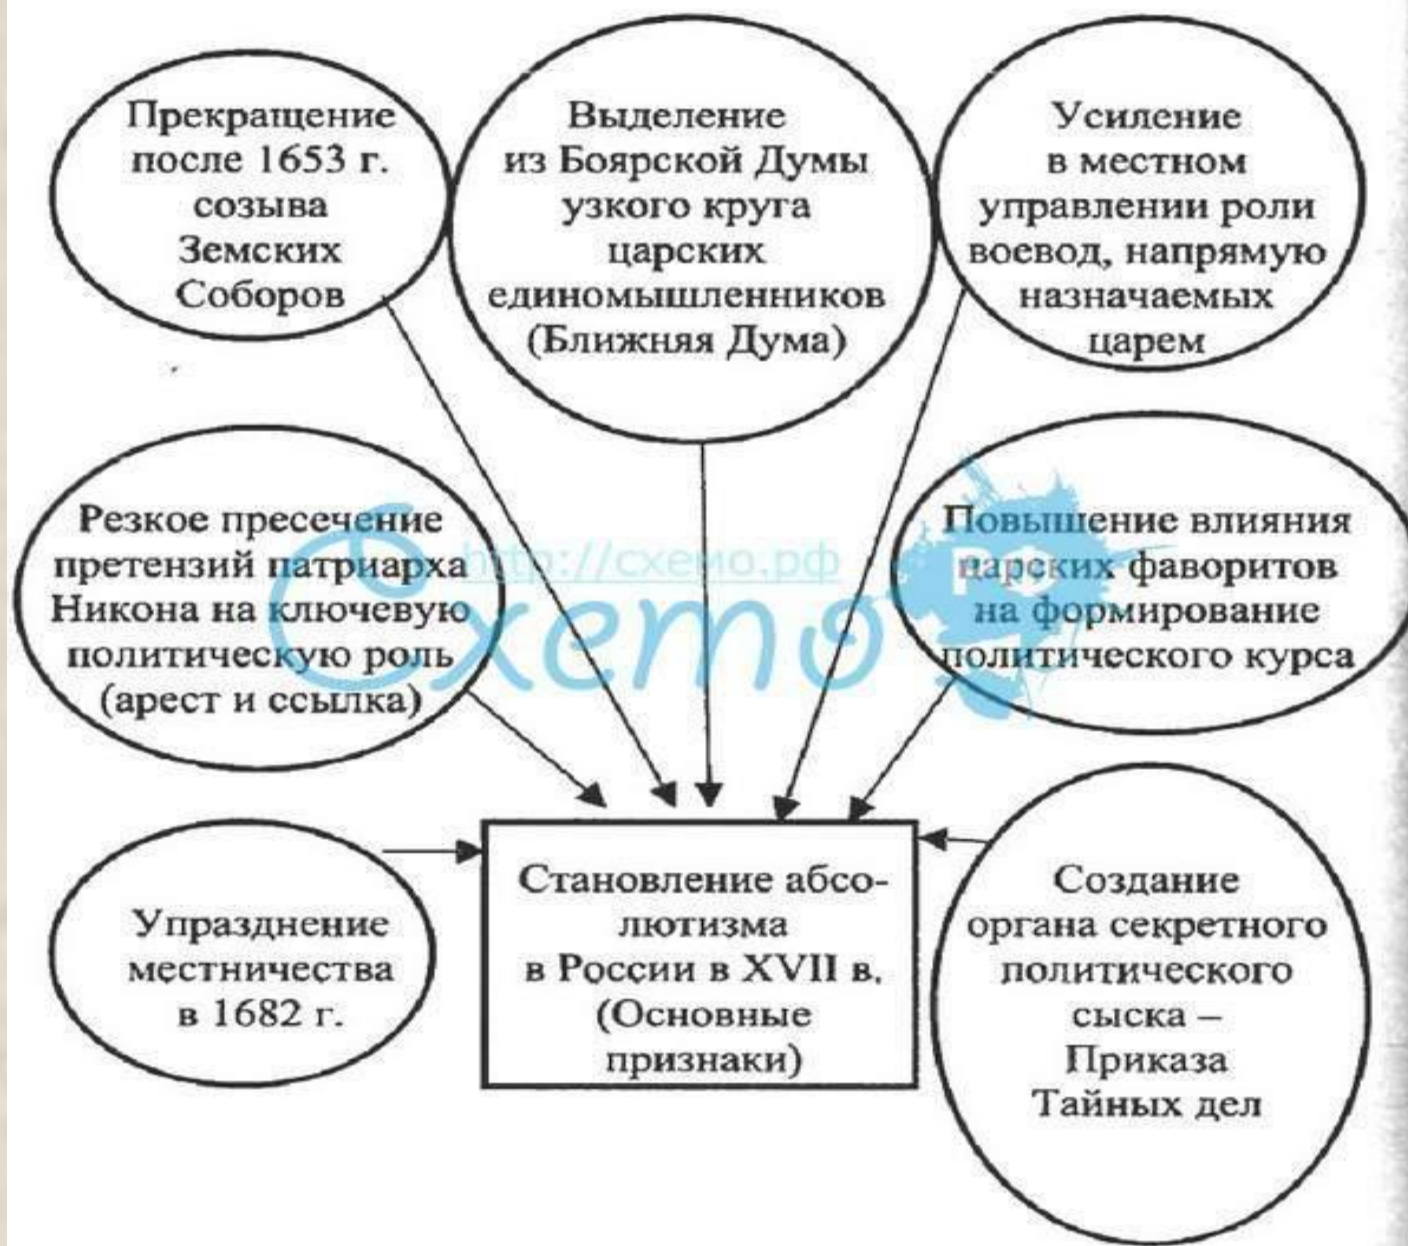 Прекращение
после 1653 г.
созыва
Земских
Соборов
Выделение
из Боярской Думы
узкого круга
царских
единомышленников
(Ближняя Дума)
Усиление
в местном
управлении роли
воевод, напрямую
назначаемых
царем
Резкое пресечение
претензий патриарха
Никона на ключевую
политическую роль
(арест и ссылка)
http://схемо.рф
Схемо
РФ
Повышение влияния
царских фаворитов
на формирование
политического курса
Упразднение
местничества
в 1682 г.
Становление абсо-
лютизма
в России в XVII в.
(Основные
признаки)
Создание
органа секретного
политического
сыска –
Приказа
Тайных дел